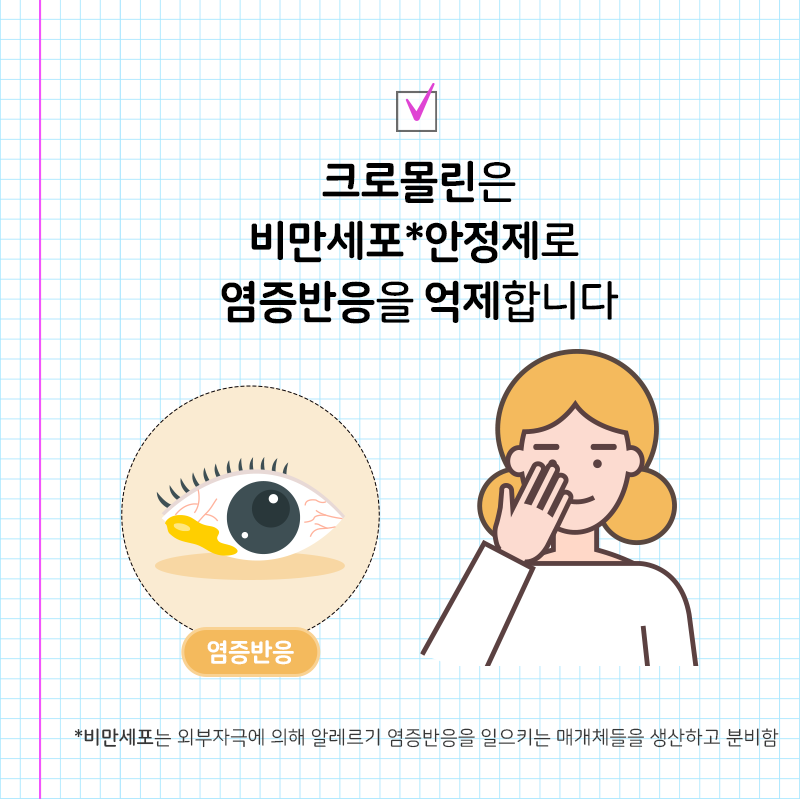 크로몰린은
비만세포*안정제로
염증반응을 억제합니다
염증반응
*비만세포는 외부자극에 의해 알레르기 염증반응을 일으키는 매개체들을 생산하고 분비함